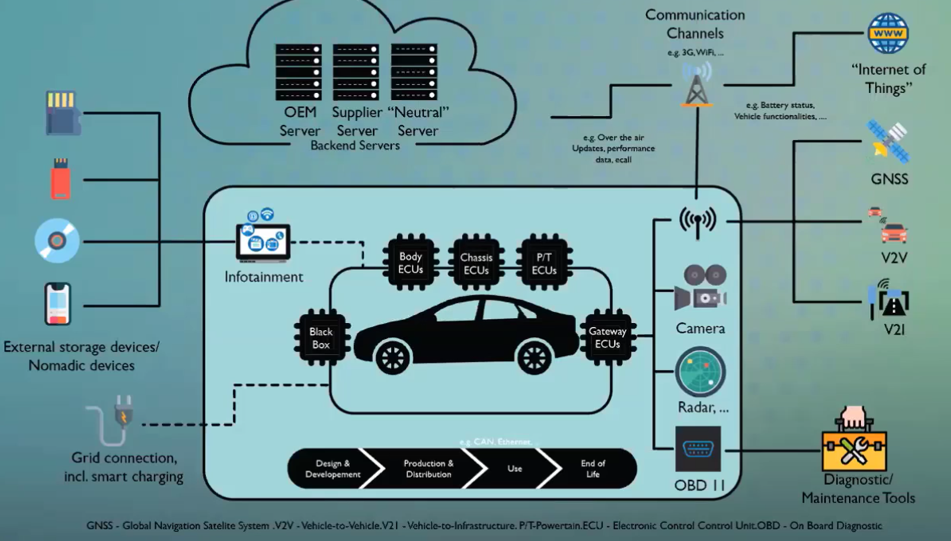 Communication
Channels
e.g. 3G, WiFi, ...
WWW
"Internet of
Things"
OEM
Server
Supplier
Server
"Neutral"
Server
Backend Servers
e.g. Over the air
Updates, performance
data, ecall
e.g. Battery status,
Vehicle functionalities, ....
GNSS
V2V
V2I
Infotainment
Body
ECUs
Chassis
ECUs
P/T
ECUs
Black
Box
Gateway
ECUs
Camera
Radar, ...
OBD 11
External storage devices/
Nomadic devices
Grid connection,
incl. smart charging
e.g. CAN, Ethernet, ...
Design &
Developement
Production &
Distribution
Use
End of
Life
Diagnostic/
Maintenance Tools
GNSS - Global Navigation Satelite System .V2V - Vehicle-to-Vehicle.V21 - Vehicle-to-Infrastructure. P/T-Powertain.ECU - Electronic Control Control Unit.OBD - On Board Diagnostic